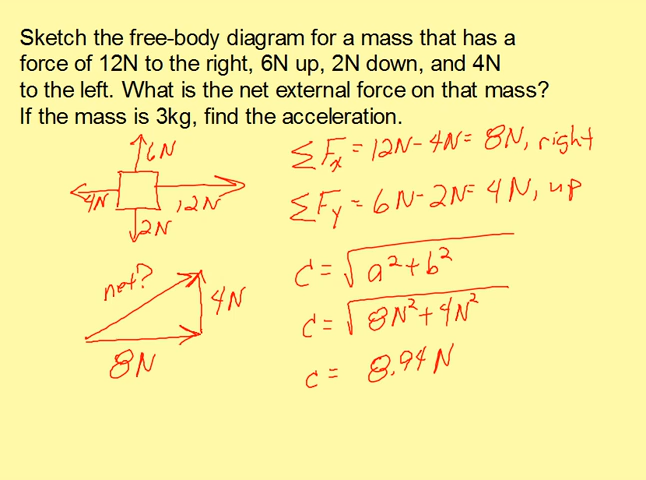 Sketch the free-body diagram for a mass that has a
force of 12N to the right, 6N up, 2N down, and 4N
to the left. What is the net external force on that mass?
If the mass is 3kg, find the acceleration.
6N
4N
12N
2N
ΣFx = 12N - 4N = 8N, right
ΣFy = 6N - 2N = 4N, up
net?
4N
8N
c = √a²+b²
c = √8N²+4N²
c = 8.94 N